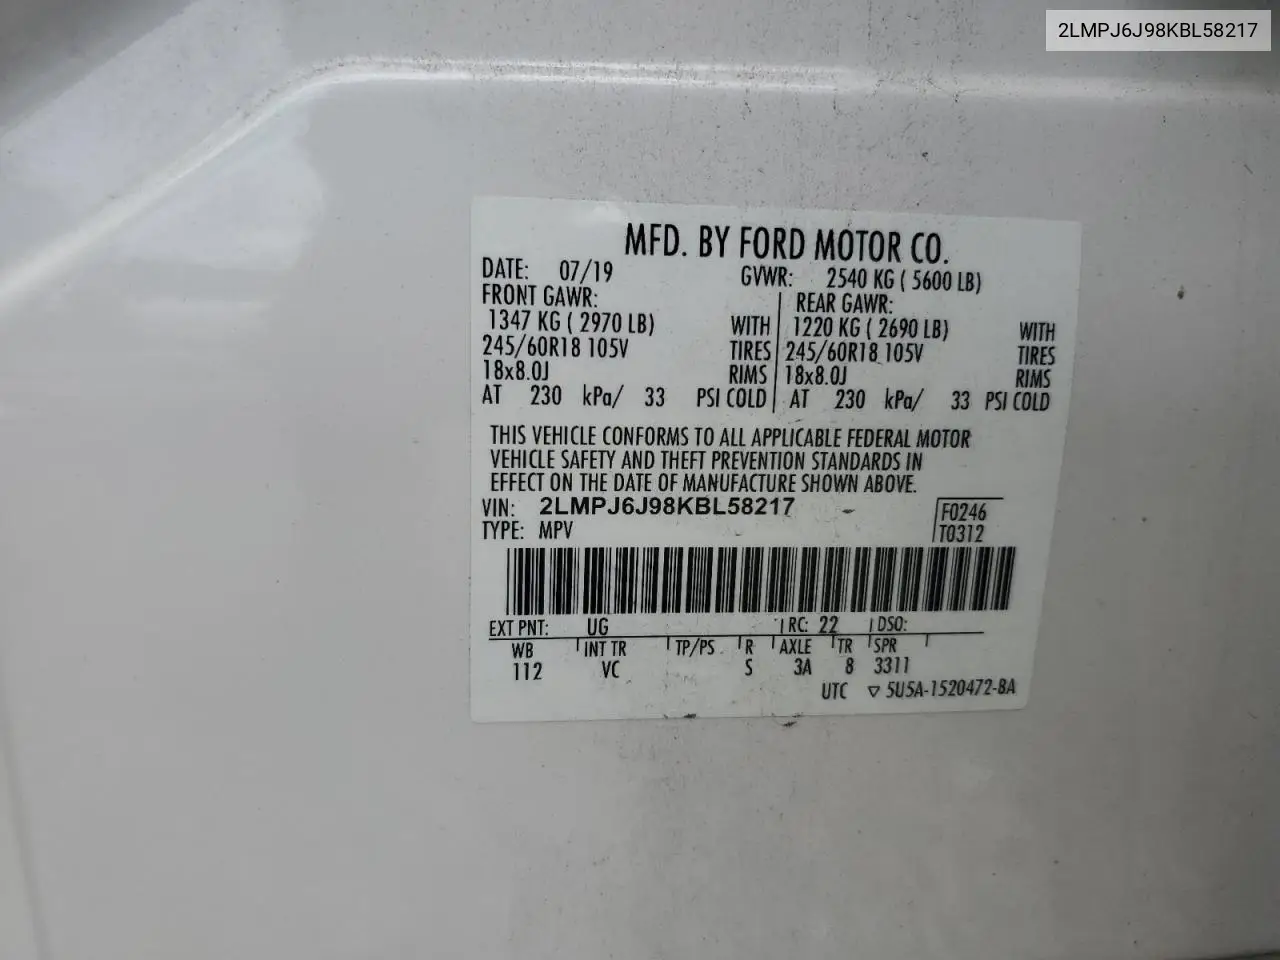 2LMPJ6J98KBL58217
MFD. BY FORD MOTOR CO.
DATE: 07/19 GVWR: 2540 KG ( 5600 LB)
FRONT GAWR: REAR GAWR:
1347 KG ( 2970 LB) WITH 1220 KG ( 2690 LB) WITH
245/60R18 105V TIRES 245/60R18 105V TIRES
18x8.0J RIMS 18x8.0J RIMS
AT 230 kPa/ 33 PSI COLD AT 230 kPa/ 33 PSI COLD
THIS VEHICLE CONFORMS TO ALL APPLICABLE FEDERAL MOTOR
VEHICLE SAFETY AND THEFT PREVENTION STANDARDS IN
EFFECT ON THE DATE OF MANUFACTURE SHOWN ABOVE.
VIN: 2LMPJ6J98KBL58217 F0246
TYPE: MPV T0312
EXT PNT: UG RC: 22 DSO:
WB INT TR TP/PS R AXLE TR SPR
112 VC S 3A 8 3311
UTC ▽ 5U5A-1520472-BA